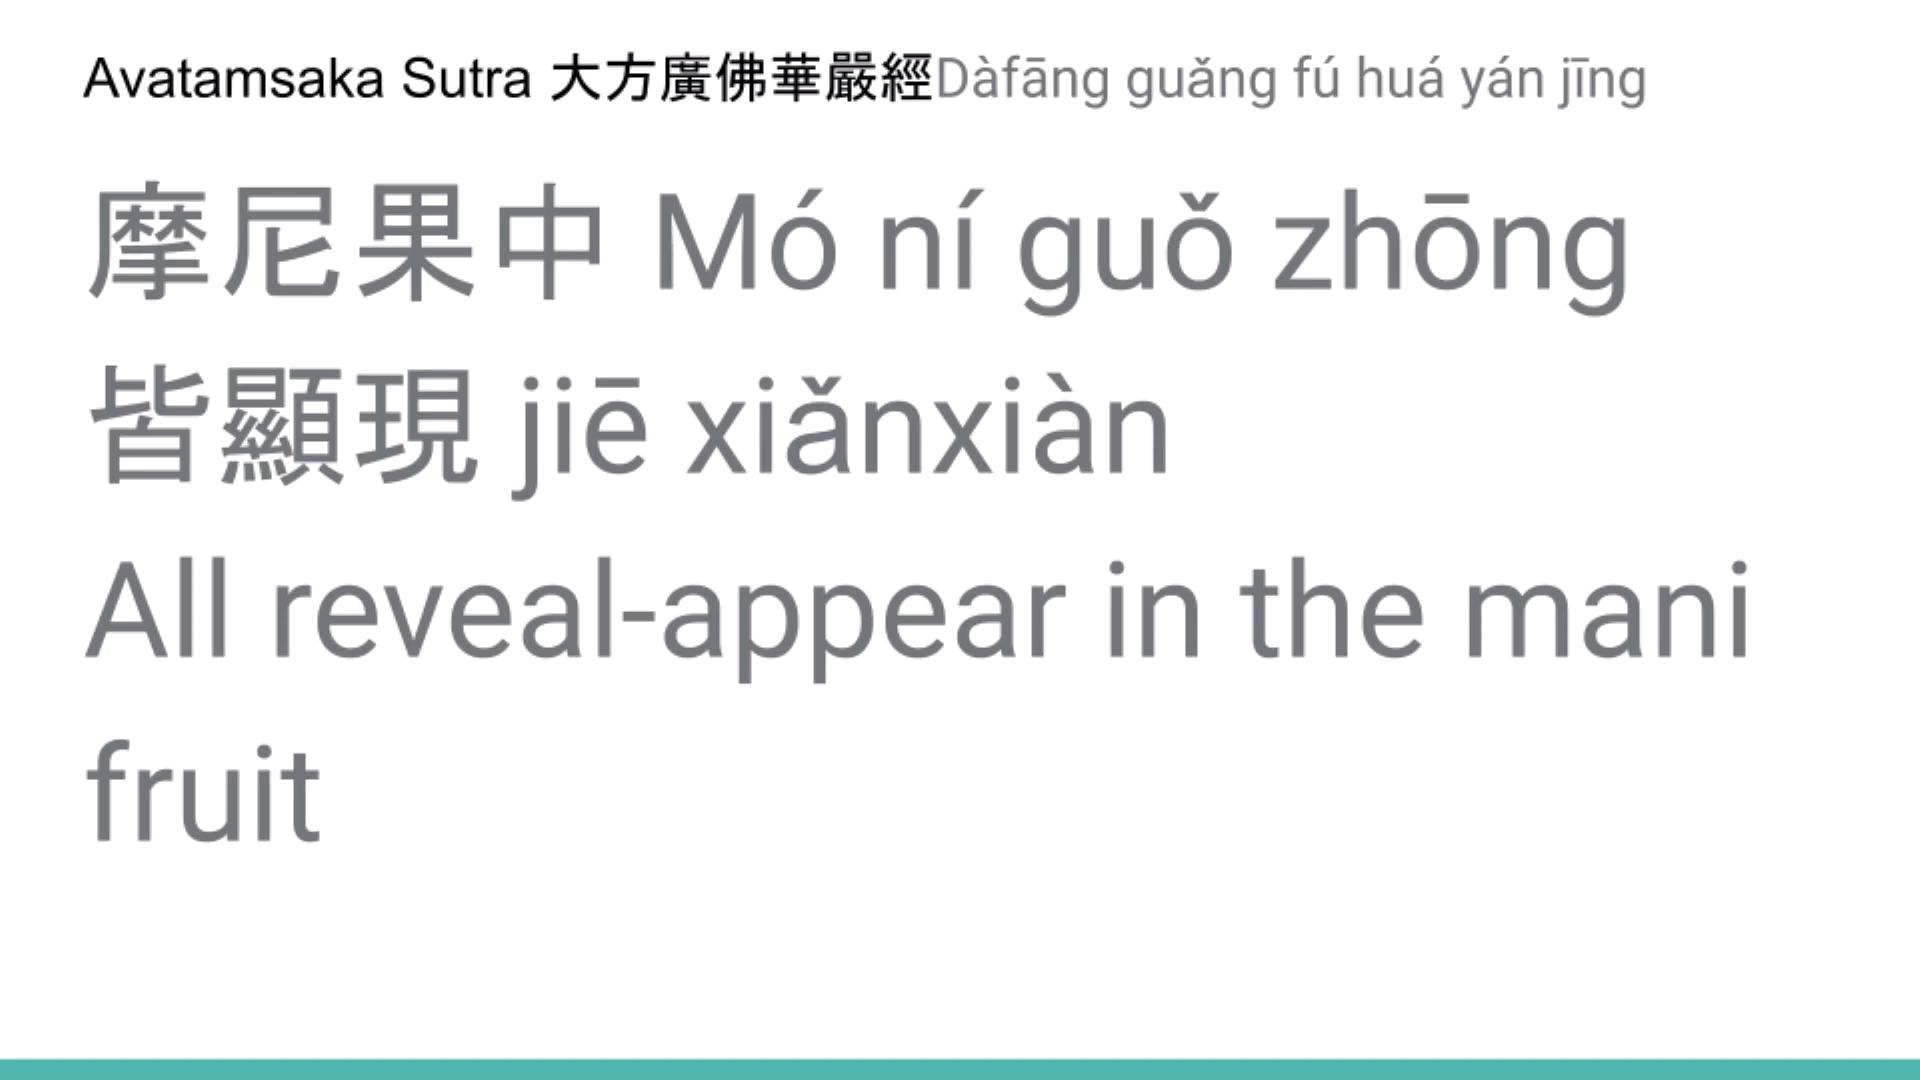 Avatamsaka Sutra 大方廣佛華嚴經Dàfāng guǎng fú huá yán jīng
摩尼果中 Mó ní guǒ zhōng
皆顯現 jiē xiǎnxiàn
All reveal-appear in the mani
fruit